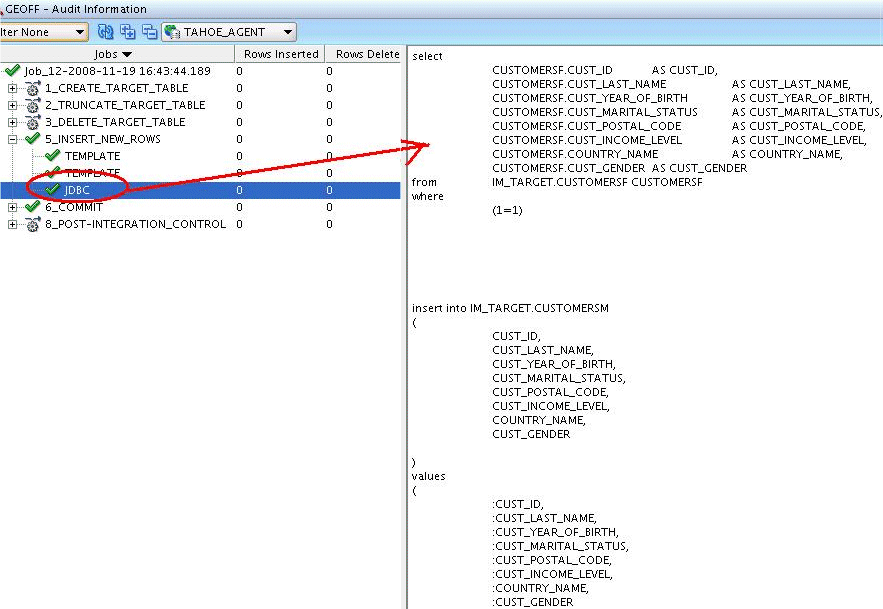 GEOFF - Audit Information
lter None
TAHOE_AGENT
Jobs Rows Inserted Rows Delete
Job_12-2008-11-19 16:43:44.189 0 0
1_CREATE_TARGET_TABLE 0 0
2_TRUNCATE_TARGET_TABLE 0 0
3_DELETE_TARGET_TABLE 0 0
5_INSERT_NEW_ROWS 0 0
TEMPLATE 0 0
TEMPLATE 0 0
JDBC 0 0
6_COMMIT 0 0
8_POST-INTEGRATION_CONTROL 0 0
select
CUSTOMERSF.CUST_ID AS CUST_ID,
CUSTOMERSF.CUST_LAST_NAME AS CUST_LAST_NAME,
CUSTOMERSF.CUST_YEAR_OF_BIRTH AS CUST_YEAR_OF_BIRTH,
CUSTOMERSF.CUST_MARITAL_STATUS AS CUST_MARITAL_STATUS,
CUSTOMERSF.CUST_POSTAL_CODE AS CUST_POSTAL_CODE,
CUSTOMERSF.CUST_INCOME_LEVEL AS CUST_INCOME_LEVEL,
CUSTOMERSF.COUNTRY_NAME AS COUNTRY_NAME,
CUSTOMERSF.CUST_GENDER AS CUST_GENDER
from IM_TARGET.CUSTOMERSF CUSTOMERSF
where
(1=1)
insert into IM_TARGET.CUSTOMERSM
(
CUST_ID,
CUST_LAST_NAME,
CUST_YEAR_OF_BIRTH,
CUST_MARITAL_STATUS,
CUST_POSTAL_CODE,
CUST_INCOME_LEVEL,
COUNTRY_NAME,
CUST_GENDER
)
values
(
:CUST_ID,
:CUST_LAST_NAME,
:CUST_YEAR_OF_BIRTH,
:CUST_MARITAL_STATUS,
:CUST_POSTAL_CODE,
:CUST_INCOME_LEVEL,
:COUNTRY_NAME,
:CUST_GENDER